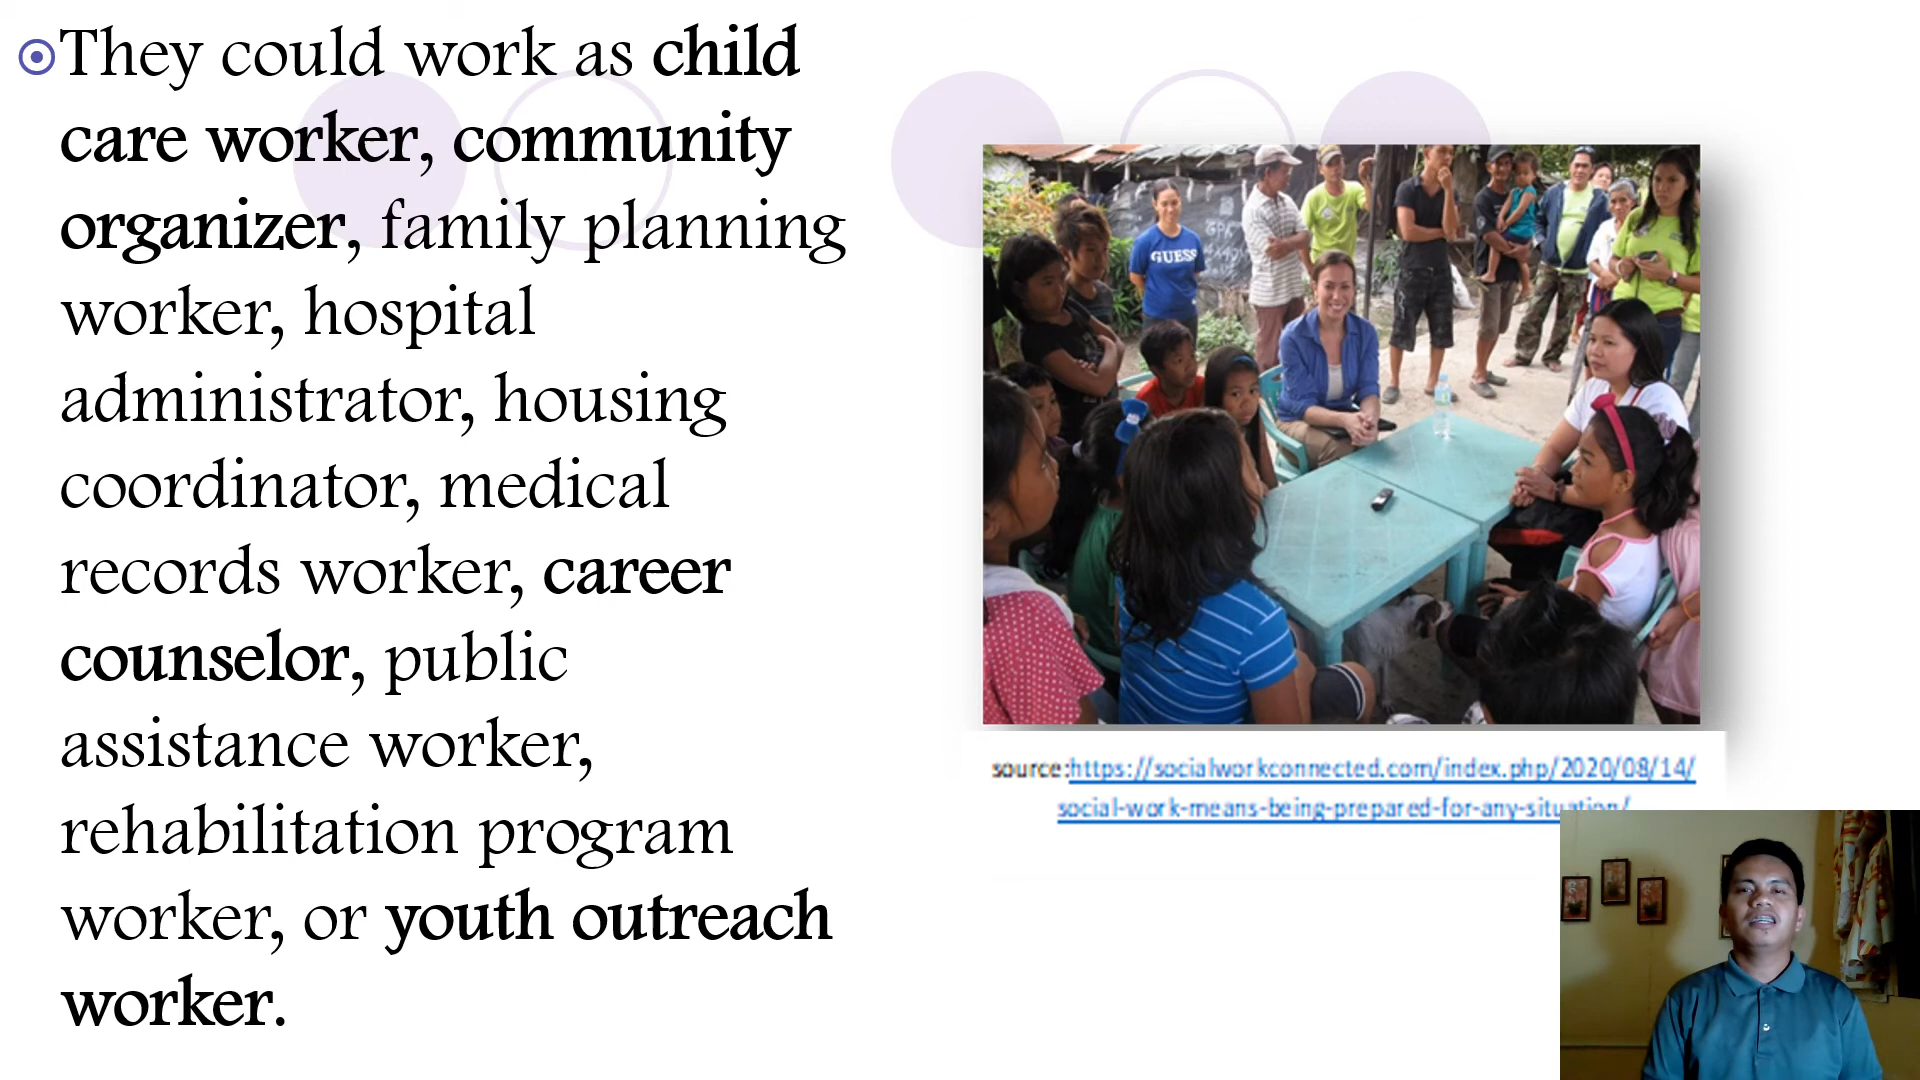 They could work as child
care worker, community
organizer, family planning
worker, hospital
administrator, housing
coordinator, medical
records worker, career
counselor, public
assistance worker,
rehabilitation program
worker, or youth outreach
worker.
GUESS
source:https://socialworkconnected.com/index.php/2020/08/14/
social-work-means-being-prepared-for-any-situation/